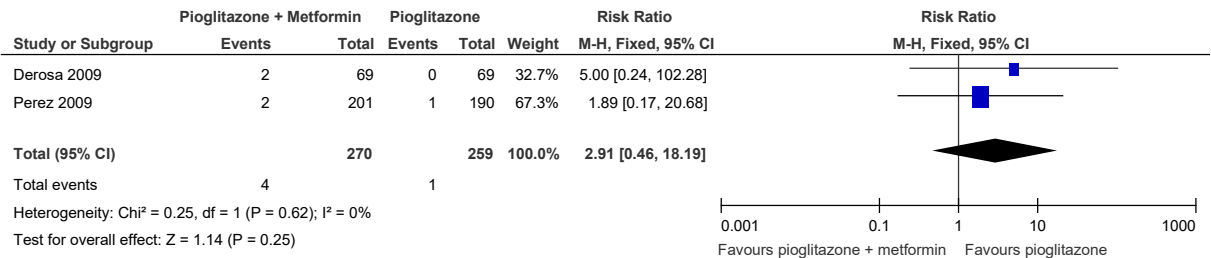 Pioglitazone + Metformin Pioglitazone Risk Ratio Risk Ratio
Study or Subgroup Events Total Events Total Weight M-H, Fixed, 95% CI M-H, Fixed, 95% CI
Derosa 2009 2 69 0 69 32.7% 5.00 [0.24, 102.28]
Perez 2009 2 201 1 190 67.3% 1.89 [0.17, 20.68]
Total (95% CI) 270 259 100.0% 2.91 [0.46, 18.19]
Total events 4 1
Heterogeneity: Chi² = 0.25, df = 1 (P = 0.62); I² = 0%
Test for overall effect: Z = 1.14 (P = 0.25)
0.001 0.1 1 10 1000
Favours pioglitazone + metformin Favours pioglitazone